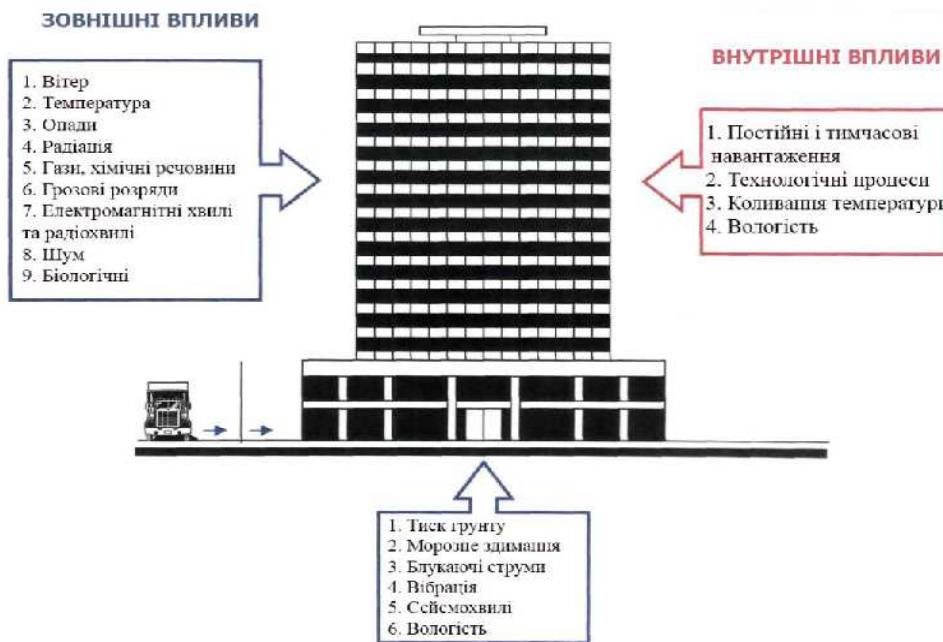 ЗОВНІШНІ ВПЛИВИ
1. Вітер
2. Температура
3. Опади
4. Радіація
5. Гази, хімічні речовини
6. Грозові розряди
7. Електромагнітні хвилі
та радіохвилі
8. Шум
9. Біологічні
ВНУТРІШНІ ВПЛИВИ
1. Постійні і тимчасові
навантаження
2. Технологічні процеси
3. Коливання температури
4. Вологість
1. Тиск ґрунту
2. Морозне здимання
3. Блукаючі струми
4. Вібрація
5. Сейсмохвилі
6. Вологість